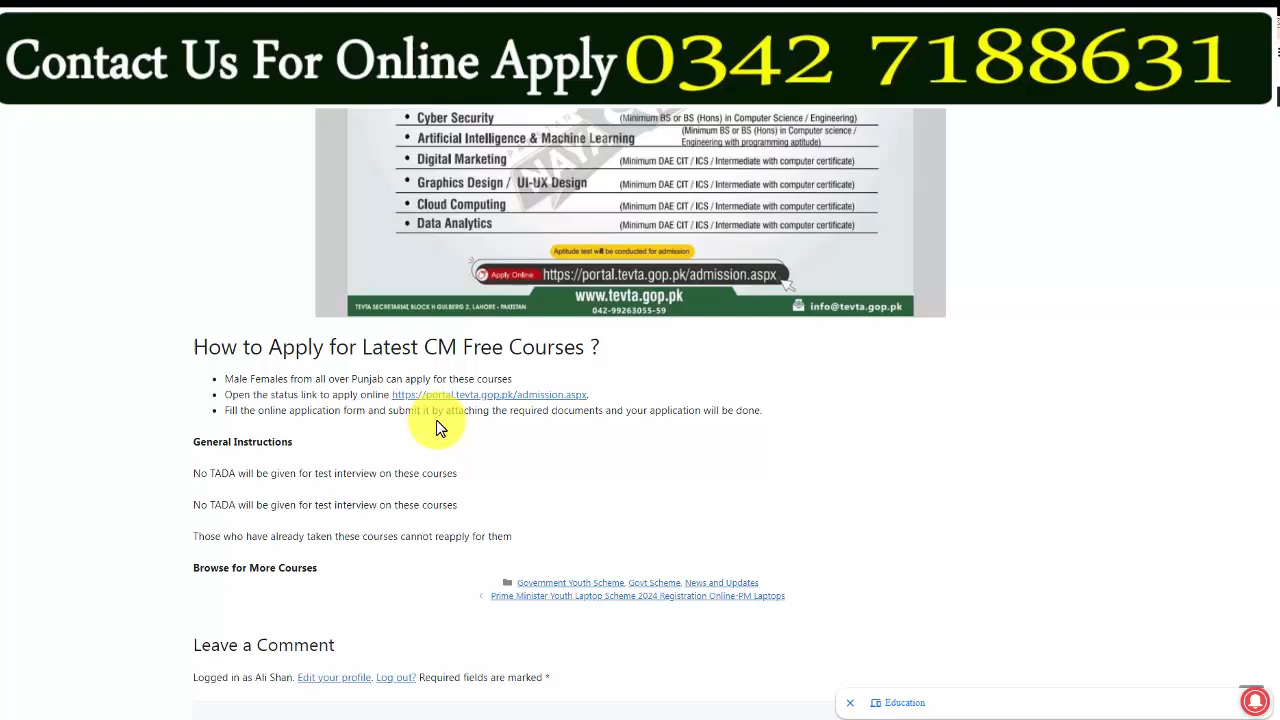 Contact Us For Online Apply 0342 7188631
• Cyber Security (Minimum BS or BS (Hons) in Computer Science / Engineering)
• Artificial Intelligence & Machine Learning (Minimum BS or BS (Hons) in Computer science / Engineering with programming aptitude)
• Digital Marketing (Minimum DAE CIT / ICS / Intermediate with computer certificate)
• Graphics Design / UI-UX Design (Minimum DAE CIT / ICS / Intermediate with computer certificate)
• Cloud Computing (Minimum DAE CIT / ICS / Intermediate with computer certificate)
• Data Analytics (Minimum DAE CIT / ICS / Intermediate with computer certificate)
Aptitude test will be conducted for admission
Apply Online https://portal.tevta.gop.pk/admission.aspx
www.tevta.gop.pk
TEVTA SECRETARIAT BLOCK H GULBERG 2, LAHORE - PAKISTAN 042-99263055-59 info@tevta.gop.pk
How to Apply for Latest CM Free Courses ?
• Male Females from all over Punjab can apply for these courses
• Open the status link to apply online https://portal.tevta.gop.pk/admission.aspx.
• Fill the online application form and submit it by attaching the required documents and your application will be done.
General Instructions
No TADA will be given for test interview on these courses
No TADA will be given for test interview on these courses
Those who have already taken these courses cannot reapply for them
Browse for More Courses
Government Youth Scheme, Govt Scheme, News and Updates
Prime Minister Youth Laptop Scheme 2024 Registration Online-PM Laptops
Leave a Comment
Logged in as Ali Shan. Edit your profile. Log out? Required fields are marked *
Education